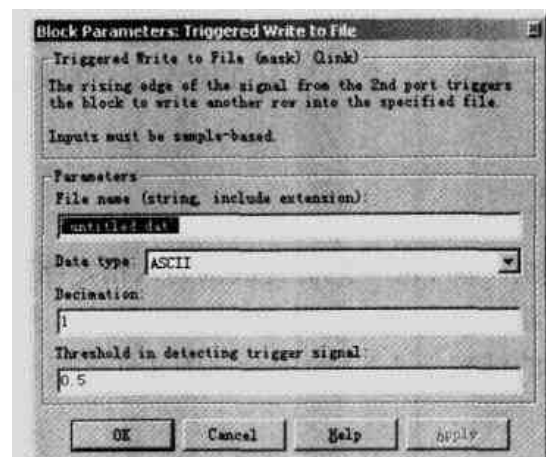 Block Parameters: Triggered Write to File
Triggered Write to File (mask) (link)
The rising edge of the signal from the 2nd port triggers
the block to write another row into the specified file.
Inputs must be sample-based.
Parameters
File name (string, include extension):
'untitled.dat'
Data type: ASCII
Decimation:
1
Threshold in detecting trigger signal:
0.5
OK Cancel Help Apply